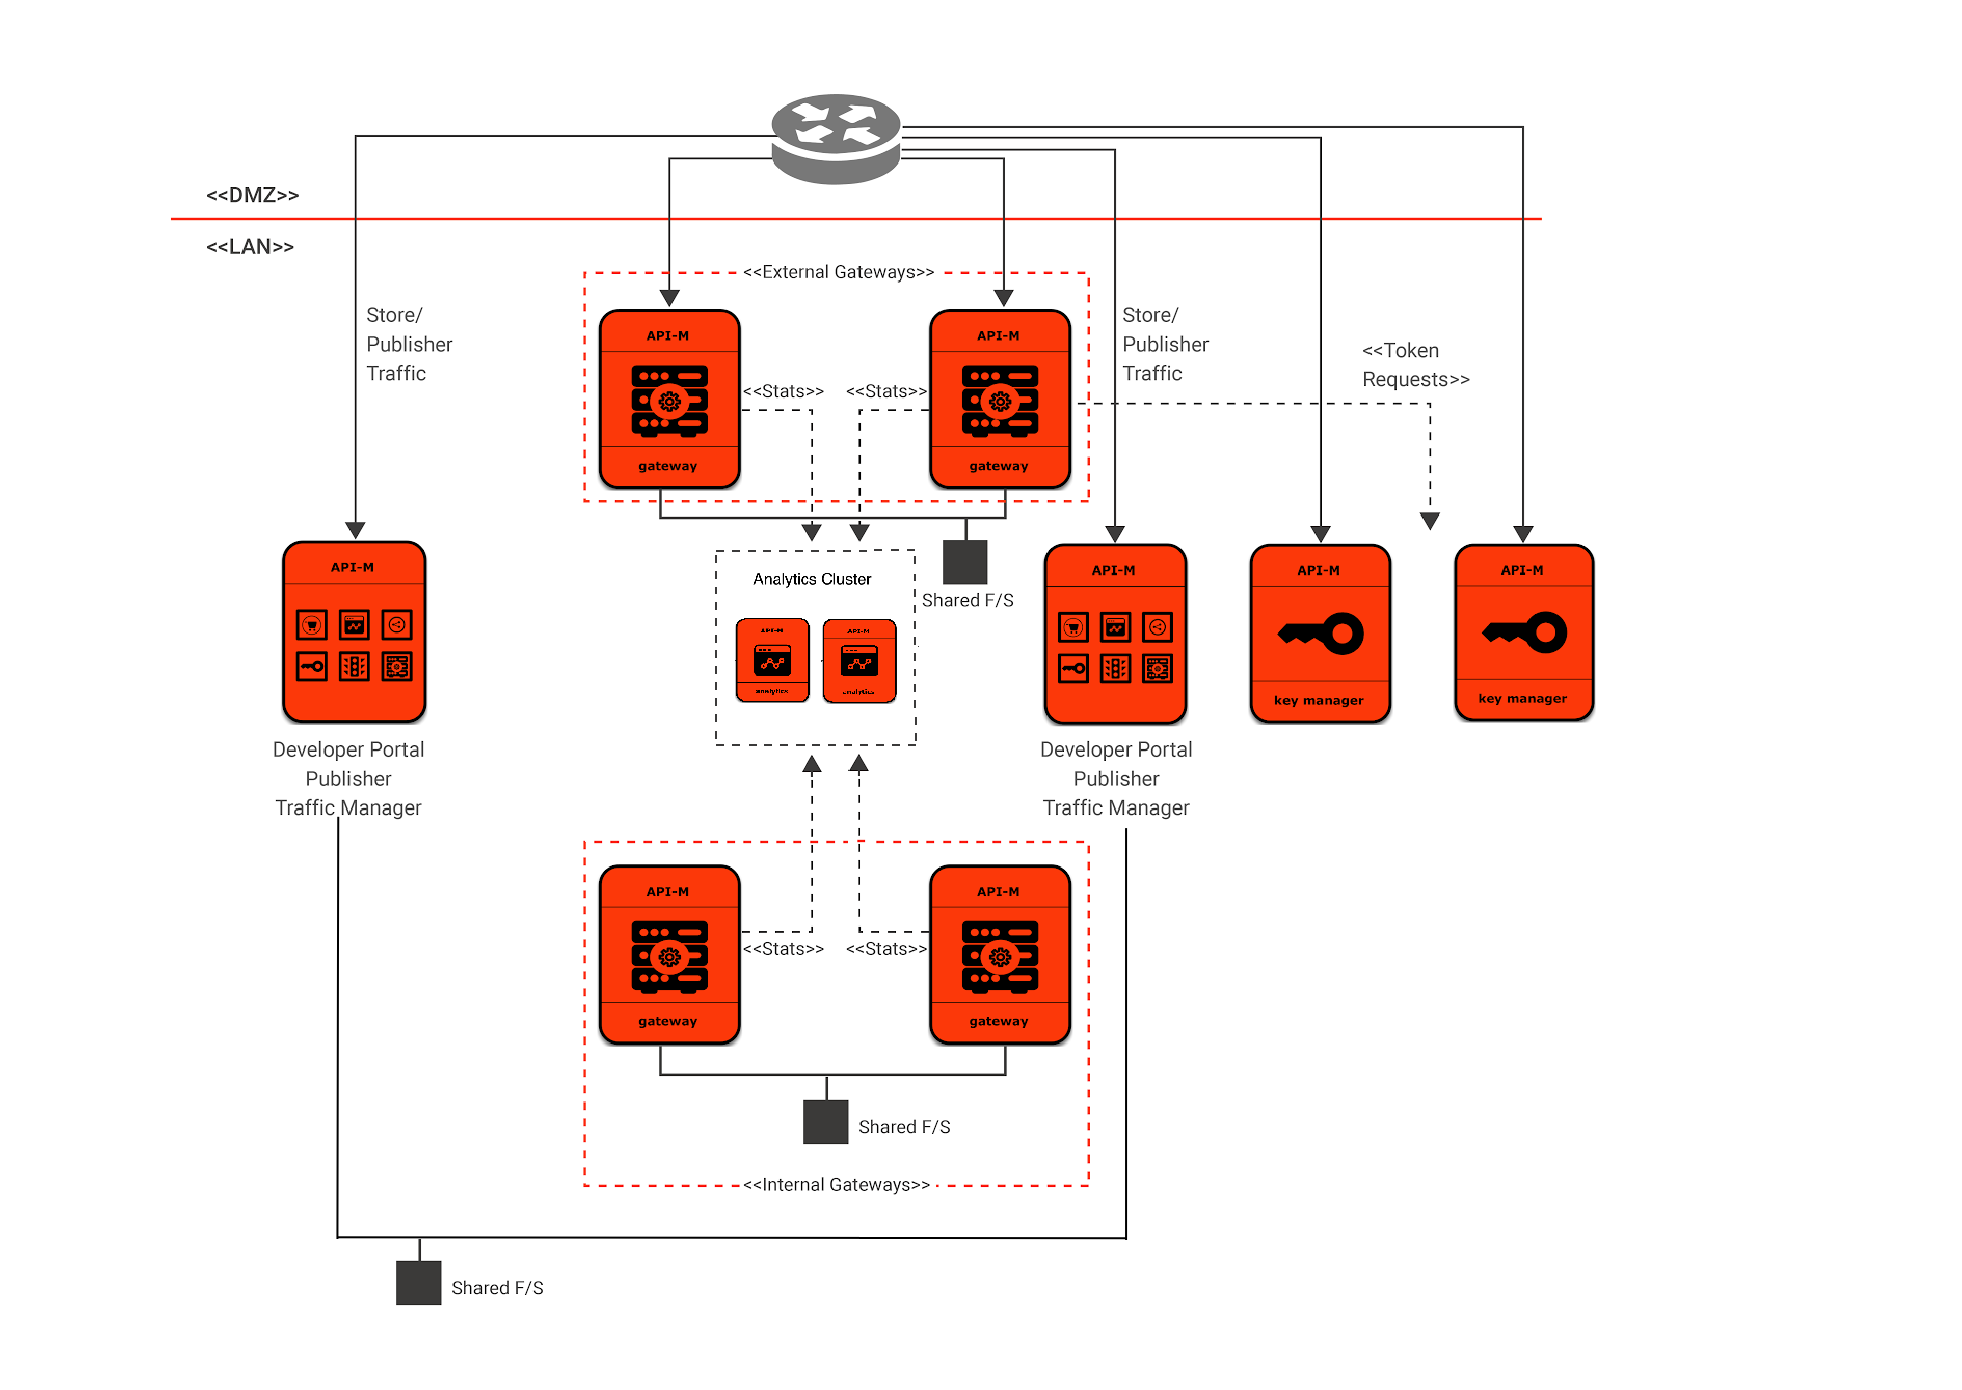 <<DMZ>>
<<LAN>>
<<External Gateways>>
Store/
Publisher
Traffic
API-M
gateway
<<Stats>>
<<Stats>>
API-M
gateway
Store/
Publisher
Traffic
<<Token
Requests>>
Shared F/S
API-M
Developer Portal
Publisher
Traffic Manager
Analytics Cluster
API-M
analytics
API-M
analytics
API-M
Developer Portal
Publisher
Traffic Manager
API-M
key manager
API-M
key manager
API-M
gateway
<<Stats>>
<<Stats>>
API-M
gateway
Shared F/S
<<Internal Gateways>>
Shared F/S